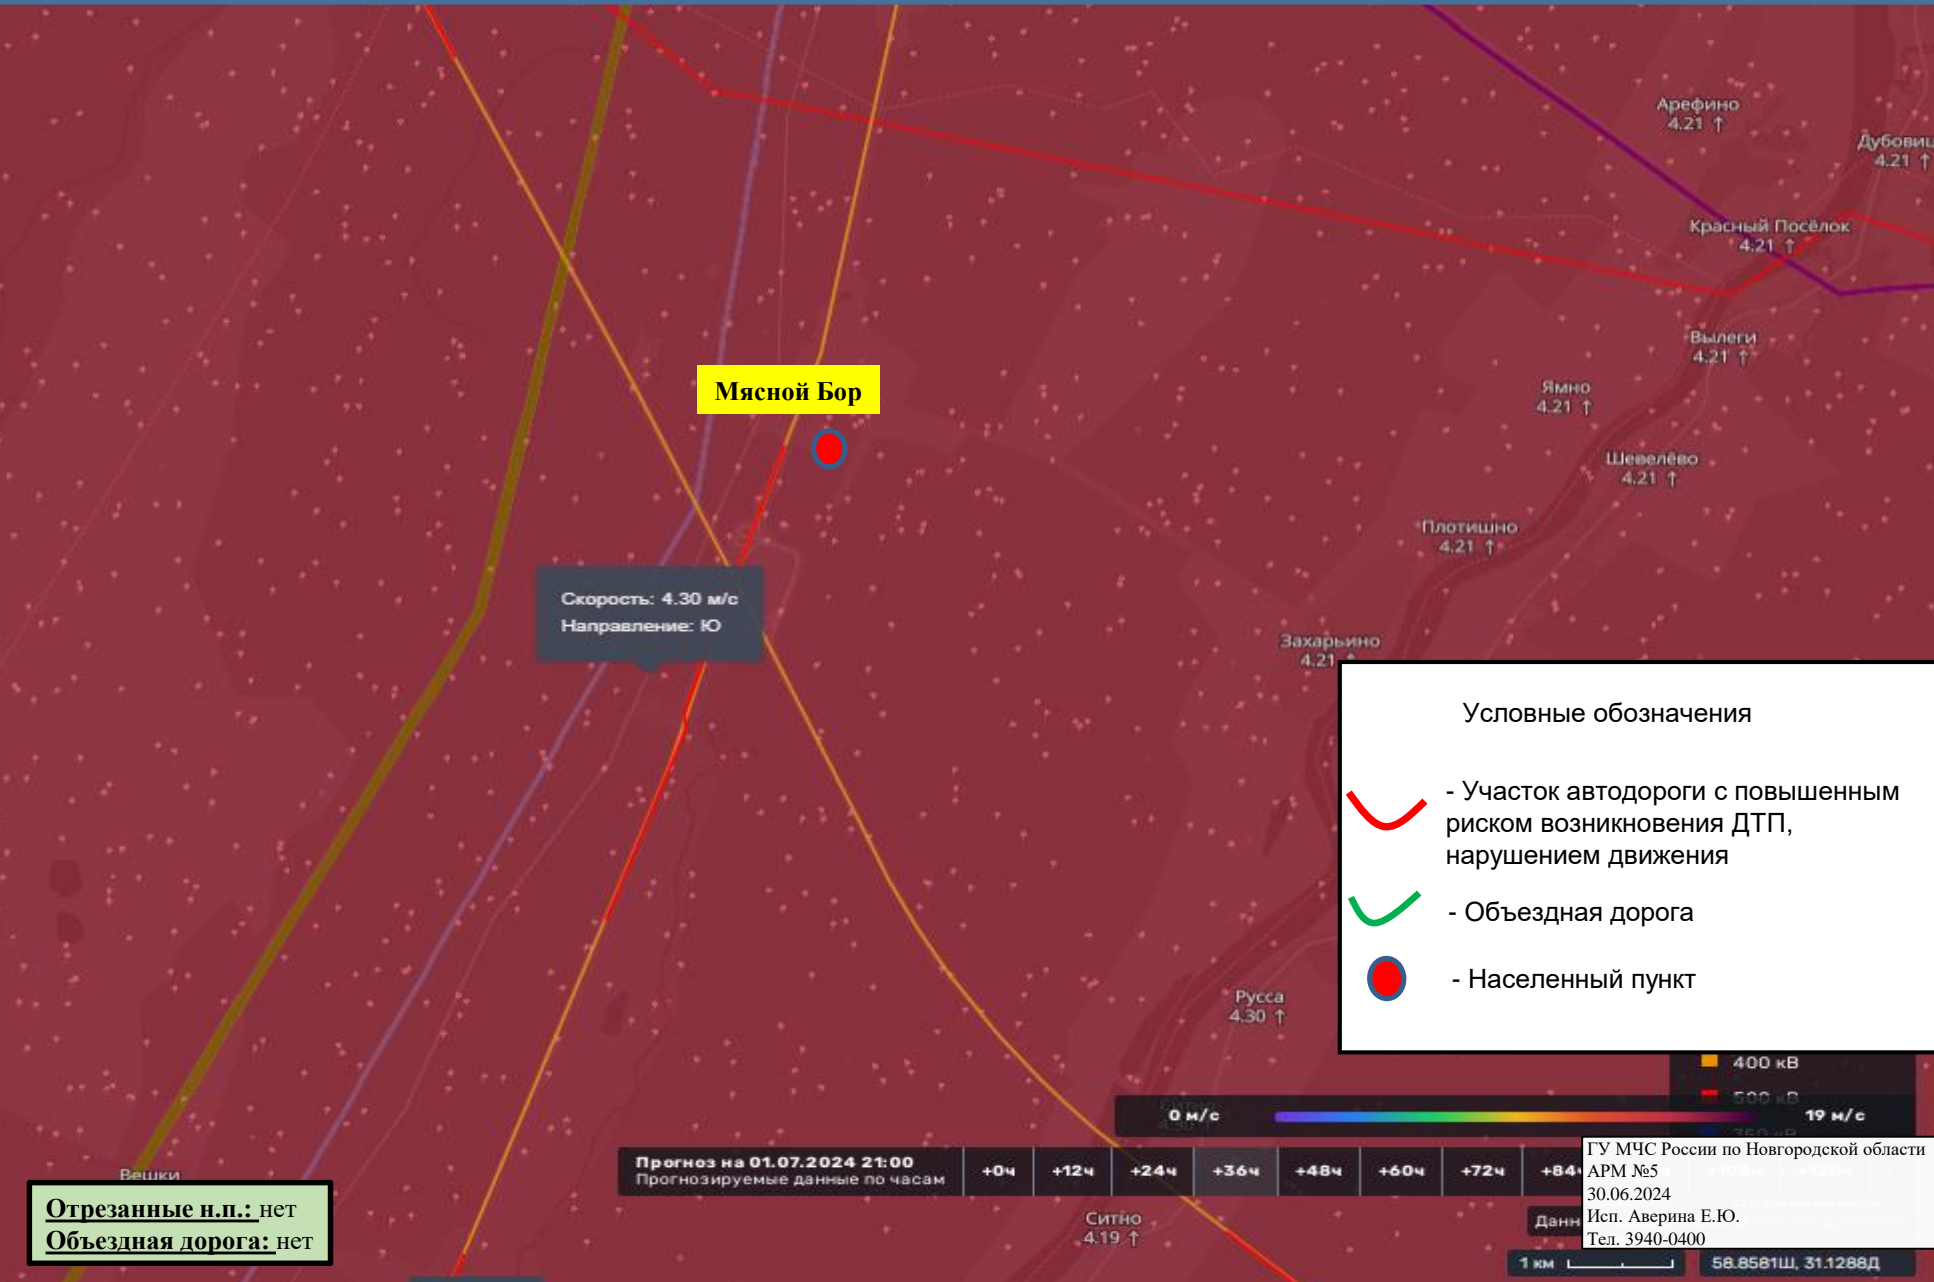 Арефино
4.21 ↑
Дубовиц
4.21 ↑
Красный Посёлок
4.21 ↑
Вылеги
4.21 ↑
Ямно
4.21 ↑
Мясной Бор
Шевелёво
4.21 ↑
Плотишно
4.21 ↑
Скорость: 4.30 м/с
Направление: Ю
Захарьино
4.21
Условные обозначения
- Участок автодороги с повышенным
риском возникновения ДТП,
нарушением движения
- Объездная дорога
- Населенный пункт
Русса
4.30 ↑
400 кВ
500 кВ
0 м/с
19 м/с
Прогноз на 01.07.2024 21:00
Прогнозируемые данные по часам
+0ч +12ч +24ч +36ч +48ч +60ч +72ч +84ч
ГУ МЧС России по Новгородской области
АРМ №5
30.06.2024
Исп. Аверина Е.Ю.
Тел. 3940-0400
Вешки
Отрезанные н.п.: нет
Объездная дорога: нет
Ситно
4.19 ↑
Данн
1 км
58.8581Ш, 31.1288Д